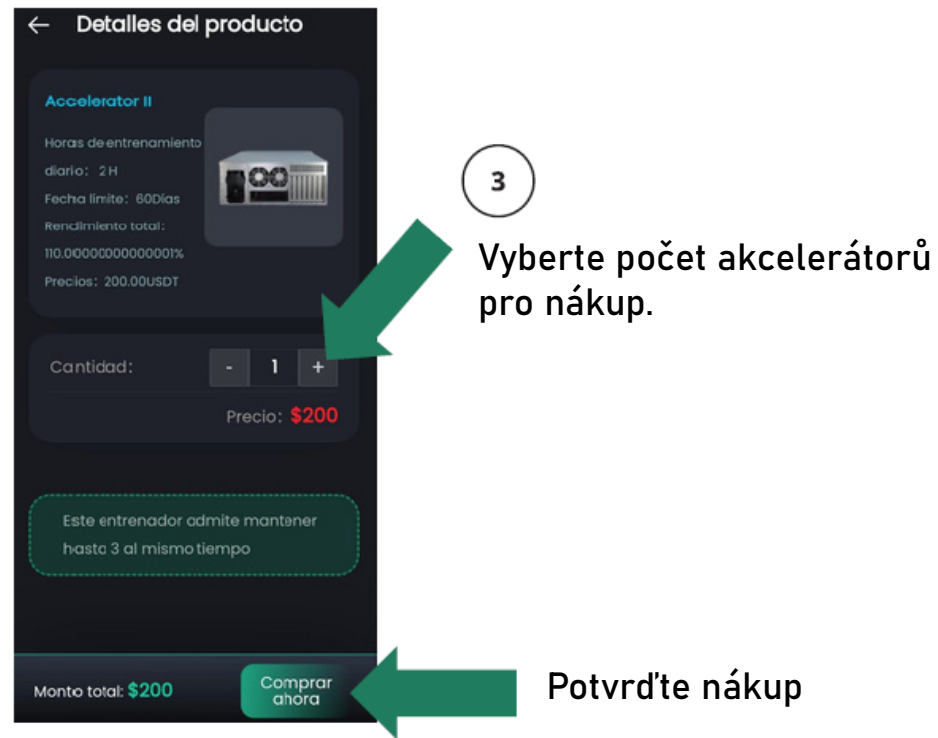 Detalles del producto
Accelerator II
Horas de entrenamiento
diario: 2H
Fecha límite: 60Días
Rendimiento total:
110.00000000000001%
Precios: 200.00USDT
Cantidad:
- 1 +
Precio: $200
Este entrenador admite mantener
hasta 3 al mismo tiempo
Monto total: $200
Comprar
ahora
3
Vyberte počet akcelerátorů
pro nákup.
Potvrďte nákup